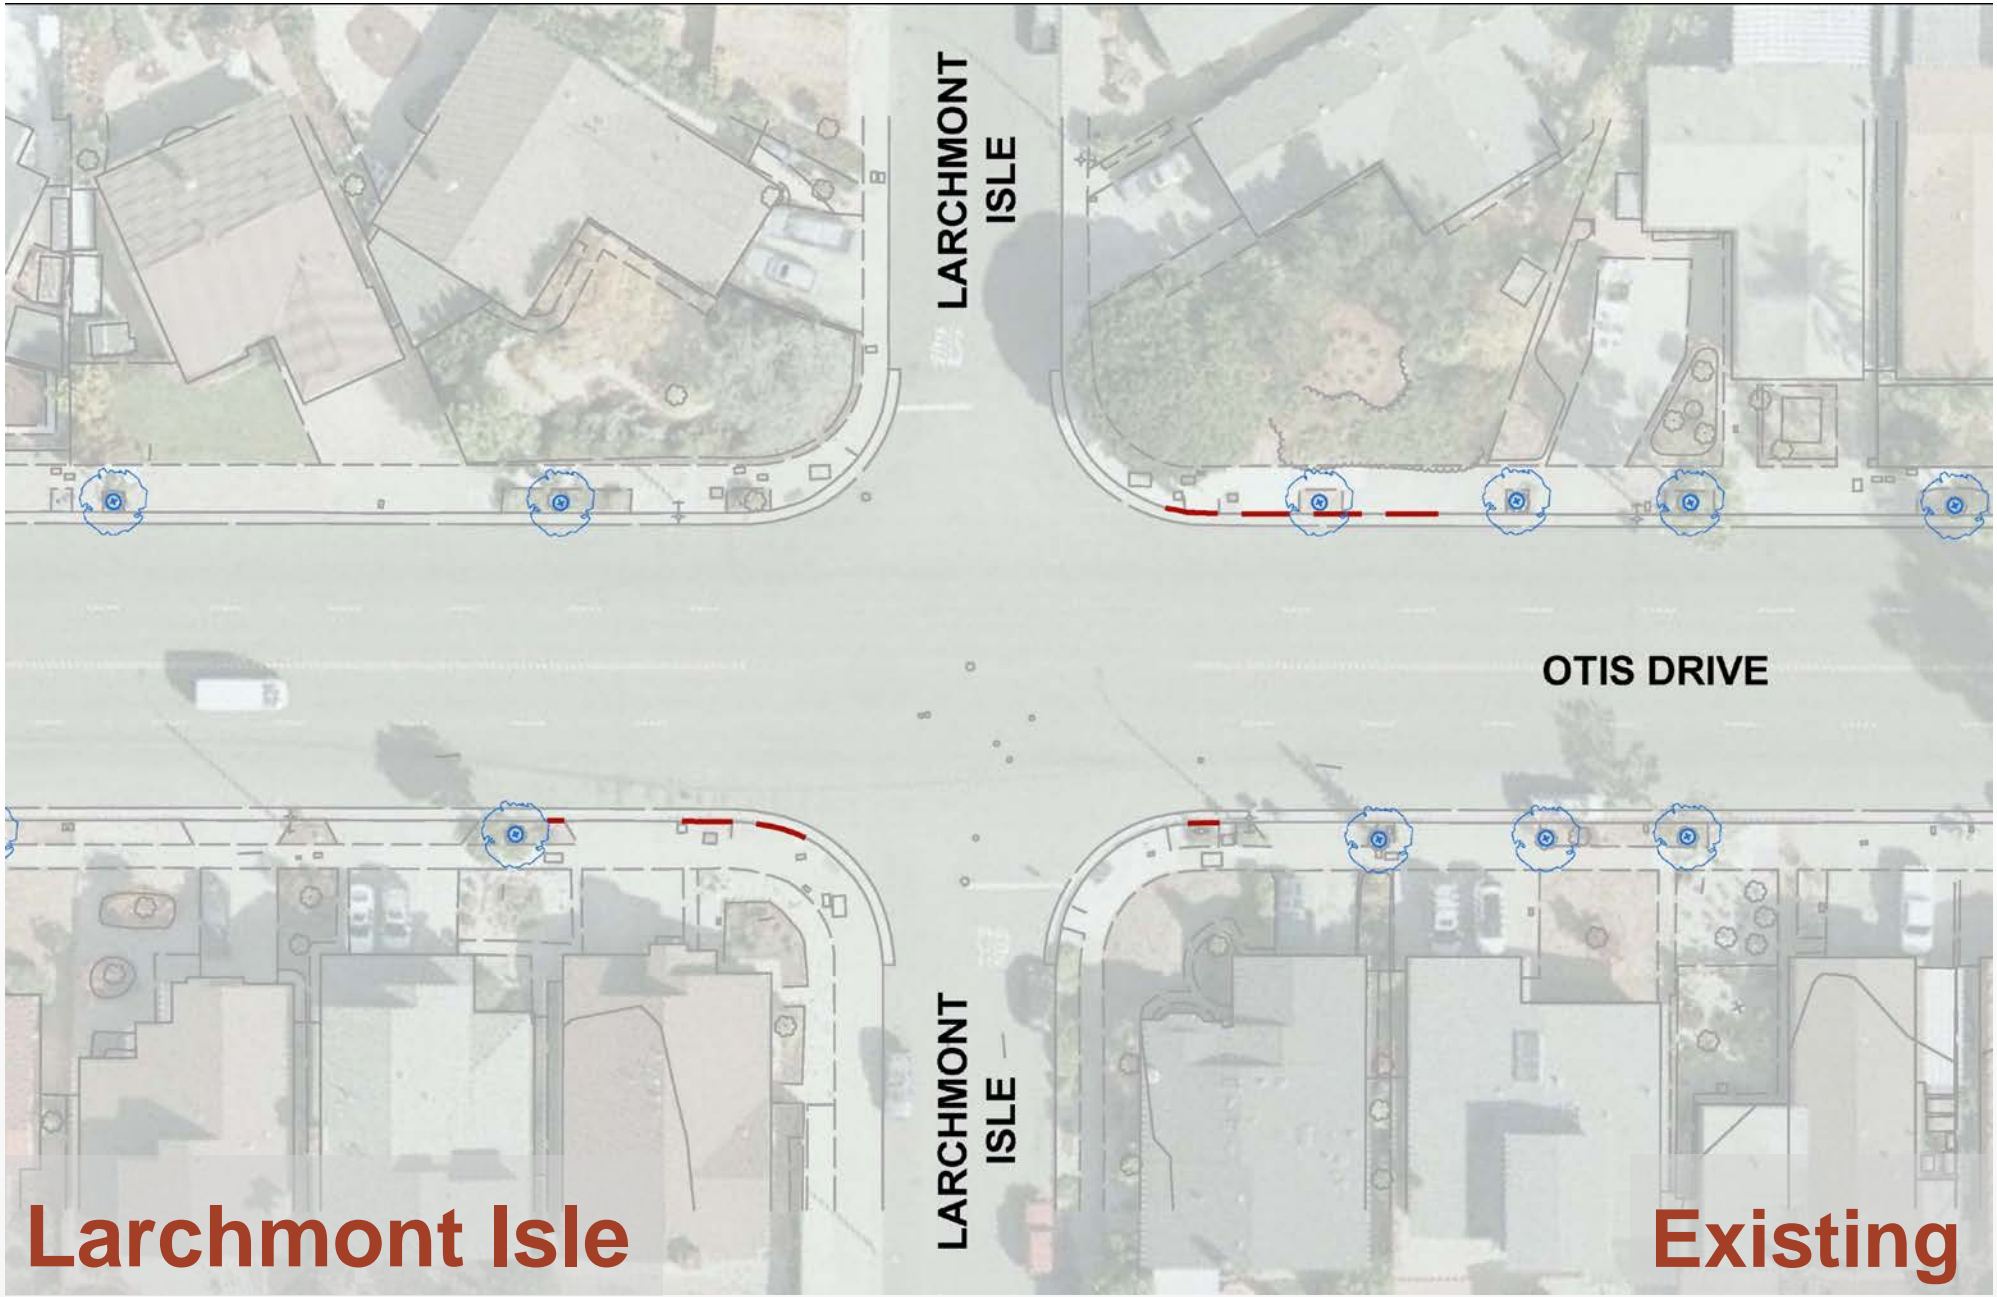 LARCHMONT
ISLE
OTIS DRIVE
LARCHMONT
ISLE
Larchmont Isle
Existing